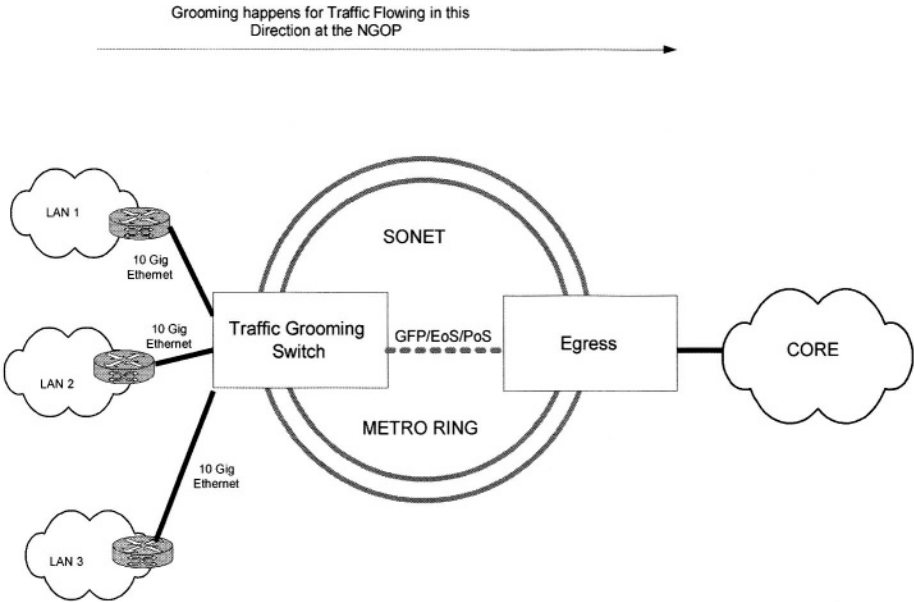 Grooming happens for Traffic Flowing in this
Direction at the NGOP
LAN 1
10 Gig
Ethernet
SONET
10 Gig
Ethernet
Traffic Grooming
Switch
GFP/EoS/PoS
Egress
CORE
LAN 2
METRO RING
10 Gig
Ethernet
LAN 3